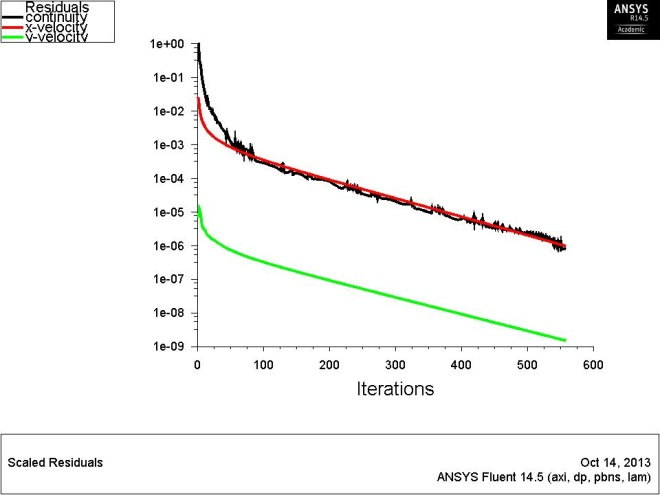 Residuals
continuity
x-velocity
y-velocity
ANSYS
R14.5
Academic
1e+00
1e-01
1e-02
1e-03
1e-04
1e-05
1e-06
1e-07
1e-08
1e-09
0 100 200 300 400 500 600
Iterations
Scaled Residuals
Oct 14, 2013
ANSYS Fluent 14.5 (axi, dp, pbns, lam)